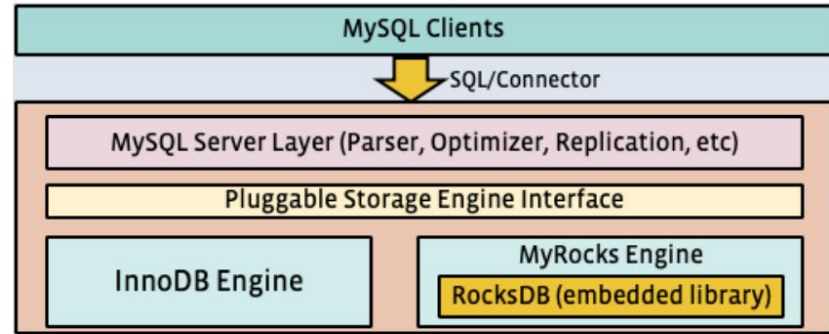 MySQL Clients
SQL/Connector
MySQL Server Layer (Parser, Optimizer, Replication, etc)
Pluggable Storage Engine Interface
InnoDB Engine
MyRocks Engine
RocksDB (embedded library)